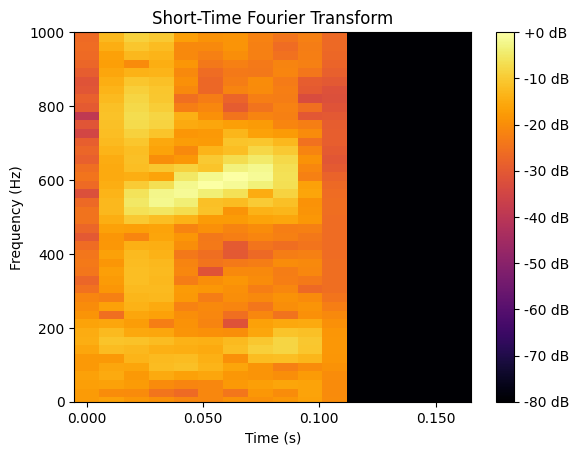 Short-Time Fourier Transform
1000
800
600
400
200
0
Frequency (Hz)
0.000
0.050
0.100
0.150
Time (s)
+0 dB
-10 dB
-20 dB
-30 dB
-40 dB
-50 dB
-60 dB
-70 dB
-80 dB